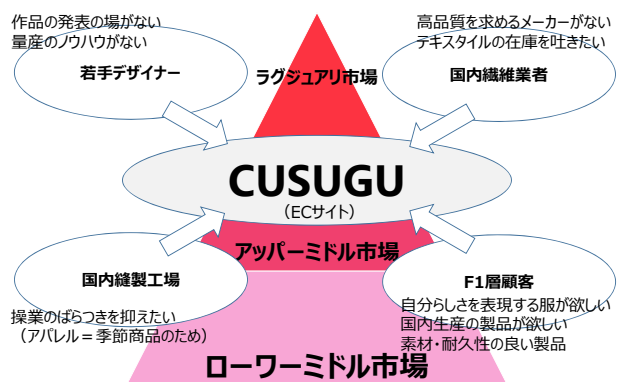 作品の発表の場がない
量産のノウハウがない
若手デザイナー
ラグジュアリ市場
高品質を求めるメーカーがない
テキスタイルの在庫を吐きたい
国内繊維業者
CUSUGU
(ECサイト)
アッパーミドル市場
国内縫製工場
操業のばらつきを抑えたい
(アパレル=季節商品のため)
F1層顧客
自分らしさを表現する服が欲しい
国内生産の製品が欲しい
素材・耐久性の良い製品
ローワーミドル市場